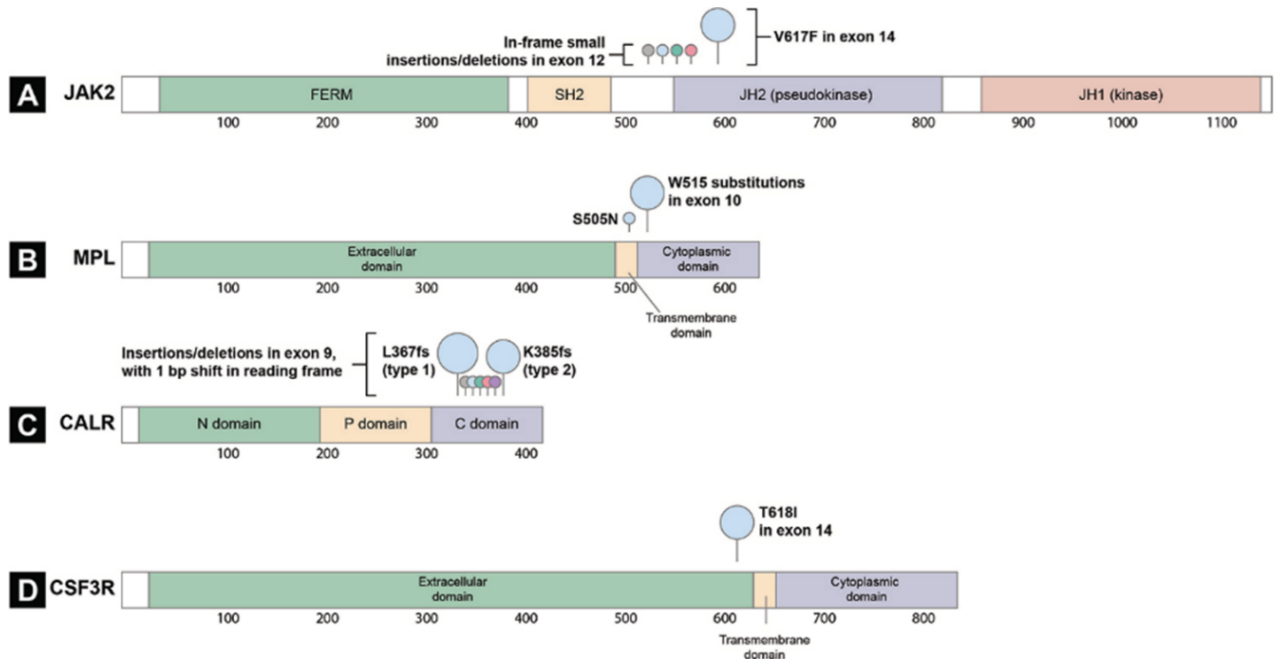 V617F in exon 14
In-frame small
insertions/deletions in exon 12
A JAK2 FERM SH2 JH2 (pseudokinase) JH1 (kinase)
100 200 300 400 500 600 700 800 900 1000 1100
W515 substitutions
in exon 10
S505N
B MPL Extracellular
domain
Cytoplasmic
domain
100 200 300 400 500 600
Transmembrane
domain
Insertions/deletions in exon 9,
with 1 bp shift in reading frame
L367fs
(type 1)
K385fs
(type 2)
C CALR N domain P domain C domain
100 200 300 400
T618I
in exon 14
D CSF3R Extracellular
domain
Cytoplasmic
domain
100 200 300 400 500 600 700 800
Transmembrane
domain